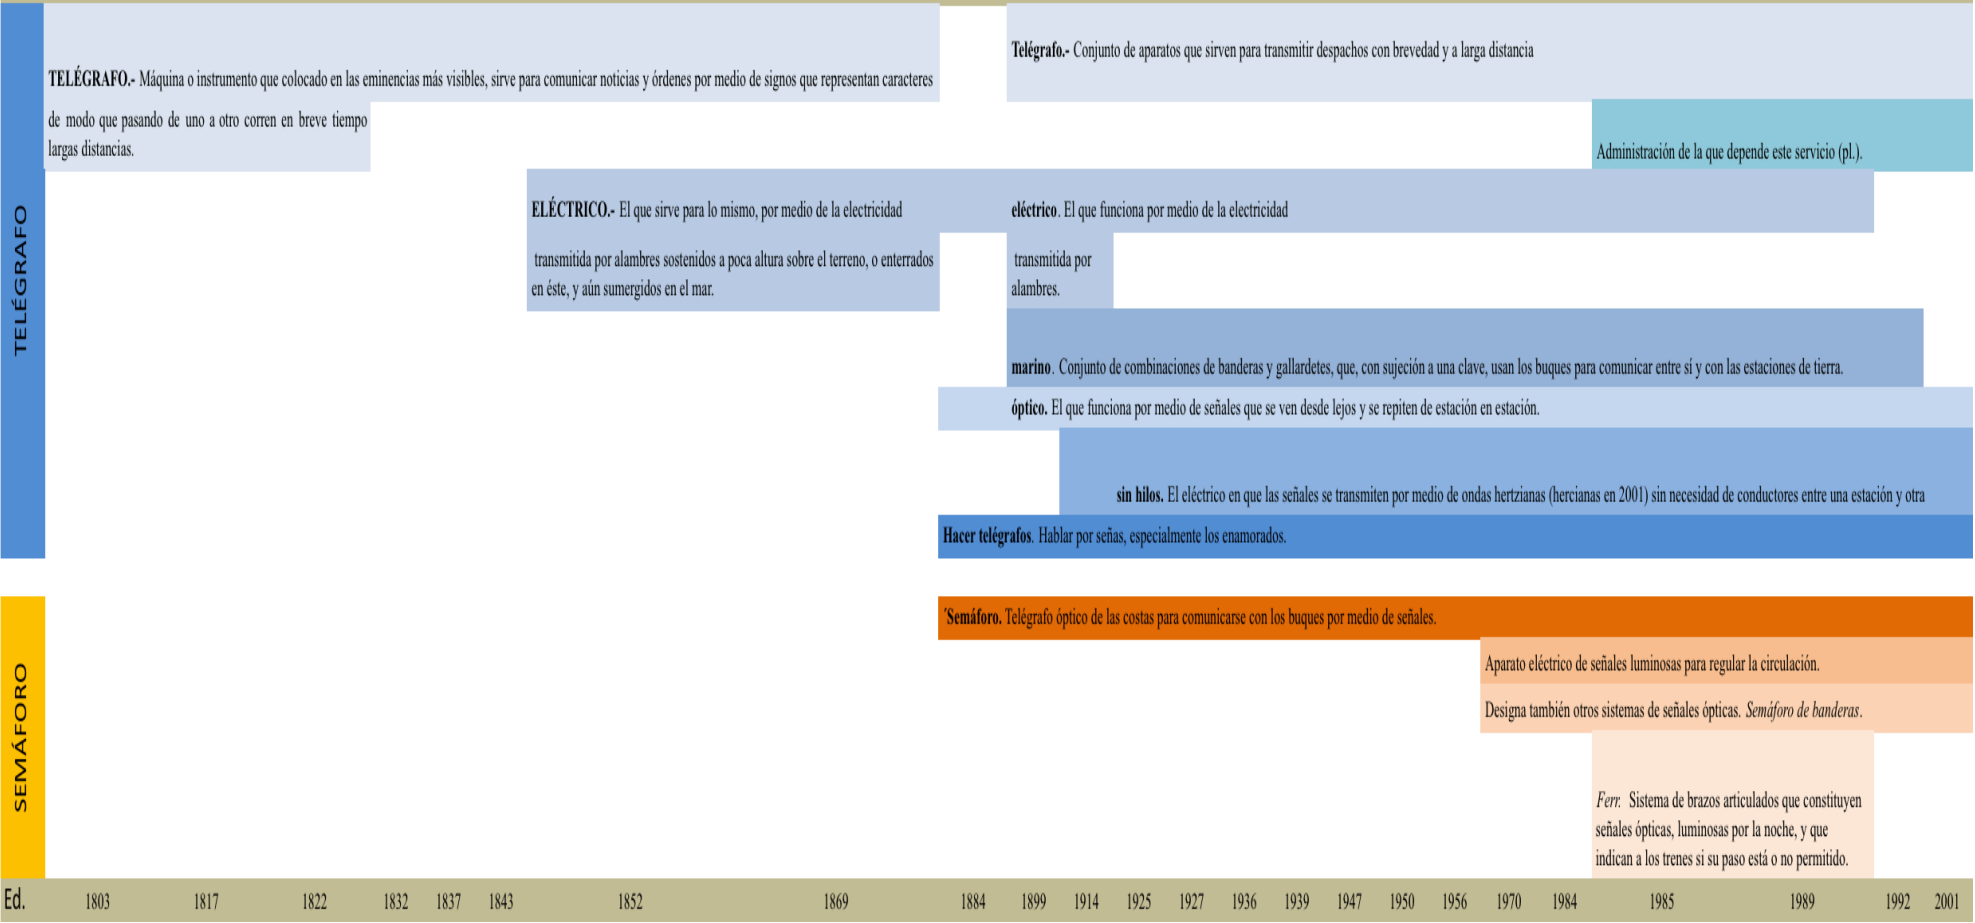 TELÉGRAFO
Telégrafo.- Conjunto de aparatos que sirven para transmitir despachos con brevedad y a larga distancia
TELÉGRAFO.- Máquina o instrumento que colocado en las eminencias más visibles, sirve para comunicar noticias y órdenes por medio de signos que representan caracteres
de modo que pasando de uno a otro corren en breve tiempo
largas distancias.
Administración de la que depende este servicio (pl.).
ELÉCTRICO.- El que sirve para lo mismo, por medio de la electricidad
transmitida por alambres sostenidos a poca altura sobre el terreno, o enterrados
en éste, y aún sumergidos en el mar.
eléctrico. El que funciona por medio de la electricidad
transmitida por
alambres.
marino. Conjunto de combinaciones de banderas y gallardetes, que, con sujeción a una clave, usan los buques para comunicar entre sí y con las estaciones de tierra.
óptico. El que funciona por medio de señales que se ven desde lejos y se repiten de estación en estación.
sin hilos. El eléctrico en que las señales se transmiten por medio de ondas hertzianas (hercianas en 2001) sin necesidad de conductores entre una estación y otra
Hacer telégrafos. Hablar por señas, especialmente los enamorados.
SEMÁFORO
´Semáforo. Telégrafo óptico de las costas para comunicarse con los buques por medio de señales.
Aparato eléctrico de señales luminosas para regular la circulación.
Designa también otros sistemas de señales ópticas. Semáforo de banderas.
Ferr. Sistema de brazos articulados que constituyen
señales ópticas, luminosas por la noche, y que
indican a los trenes si su paso está o no permitido.
Ed. 1803 1817 1822 1832 1837 1843 1852 1869 1884 1899 1914 1925 1927 1936 1939 1947 1950 1956 1970 1984 1985 1989 1992 2001